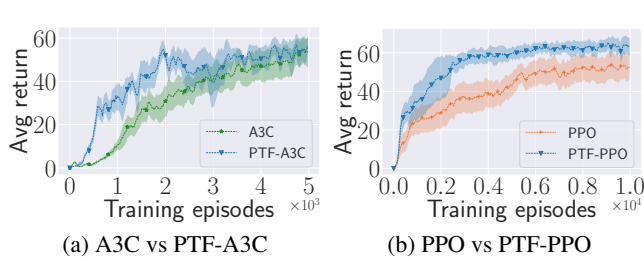 60
40
20
0
Avg return
A3C
PTF-A3C
0 1 2 3 4 5
Training episodes ×10³
(a) A3C vs PTF-A3C
60
40
20
0
Avg return
PPO
PTF-PPO
0.0 0.2 0.4 0.6 0.8 1.0
Training episodes ×10⁴
(b) PPO vs PTF-PPO